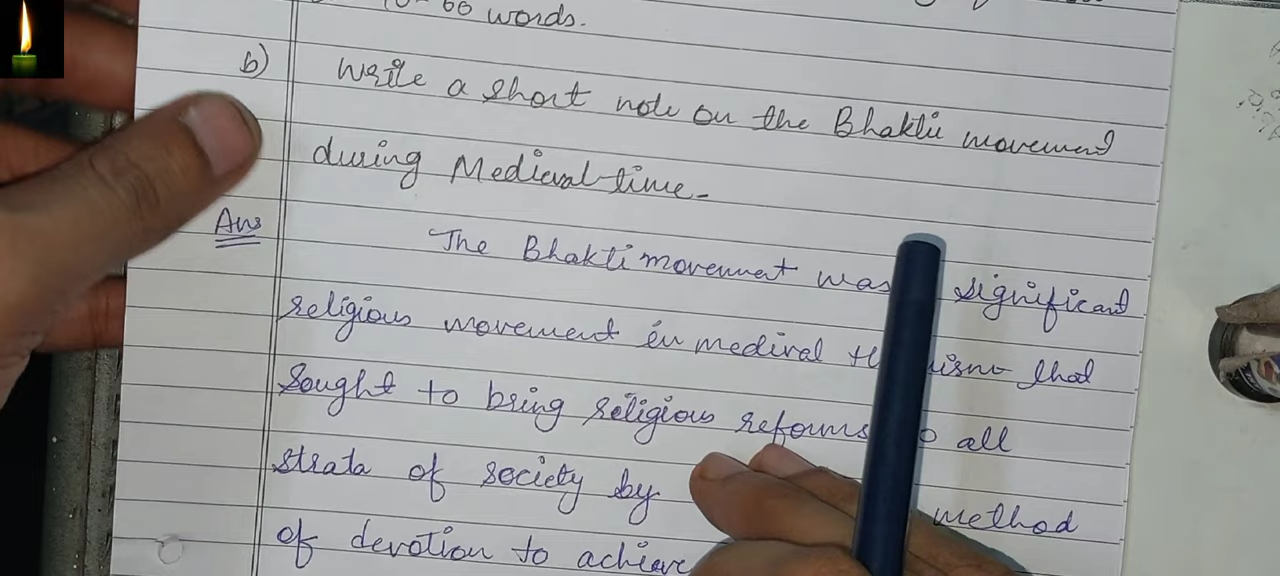 60 words.
b) Write a short note on the Bhakti movement
during Medieval time-
Ans The Bhakti movement was significant
religious movement in medival that
sought to bring religious reforms all
strata of society by method
of devotion to achieve